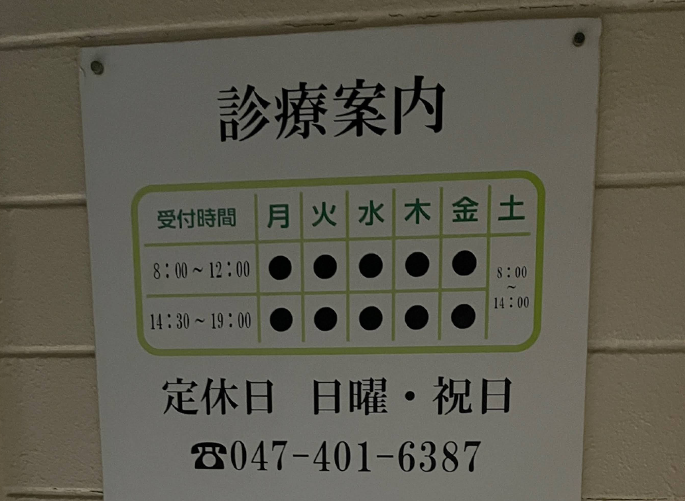 診療案内
受付時間 月 火 水 木 金 土
8:00~12:00 ● ● ● ● ● 8:00~14:00
14:30~19:00 ● ● ● ● ●
定休日 日曜・祝日
☎047-401-6387